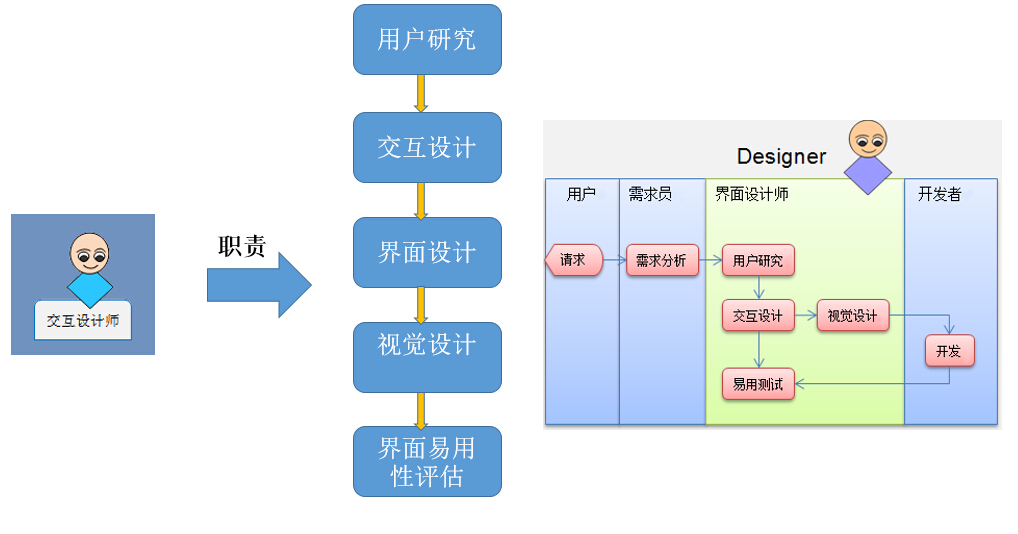 用户研究
交互设计
界面设计
视觉设计
界面易用
性评估
职责
交互设计师
Designer
用户
需求员
界面设计师
开发者
请求
需求分析
用户研究
交互设计
视觉设计
开发
易用测试